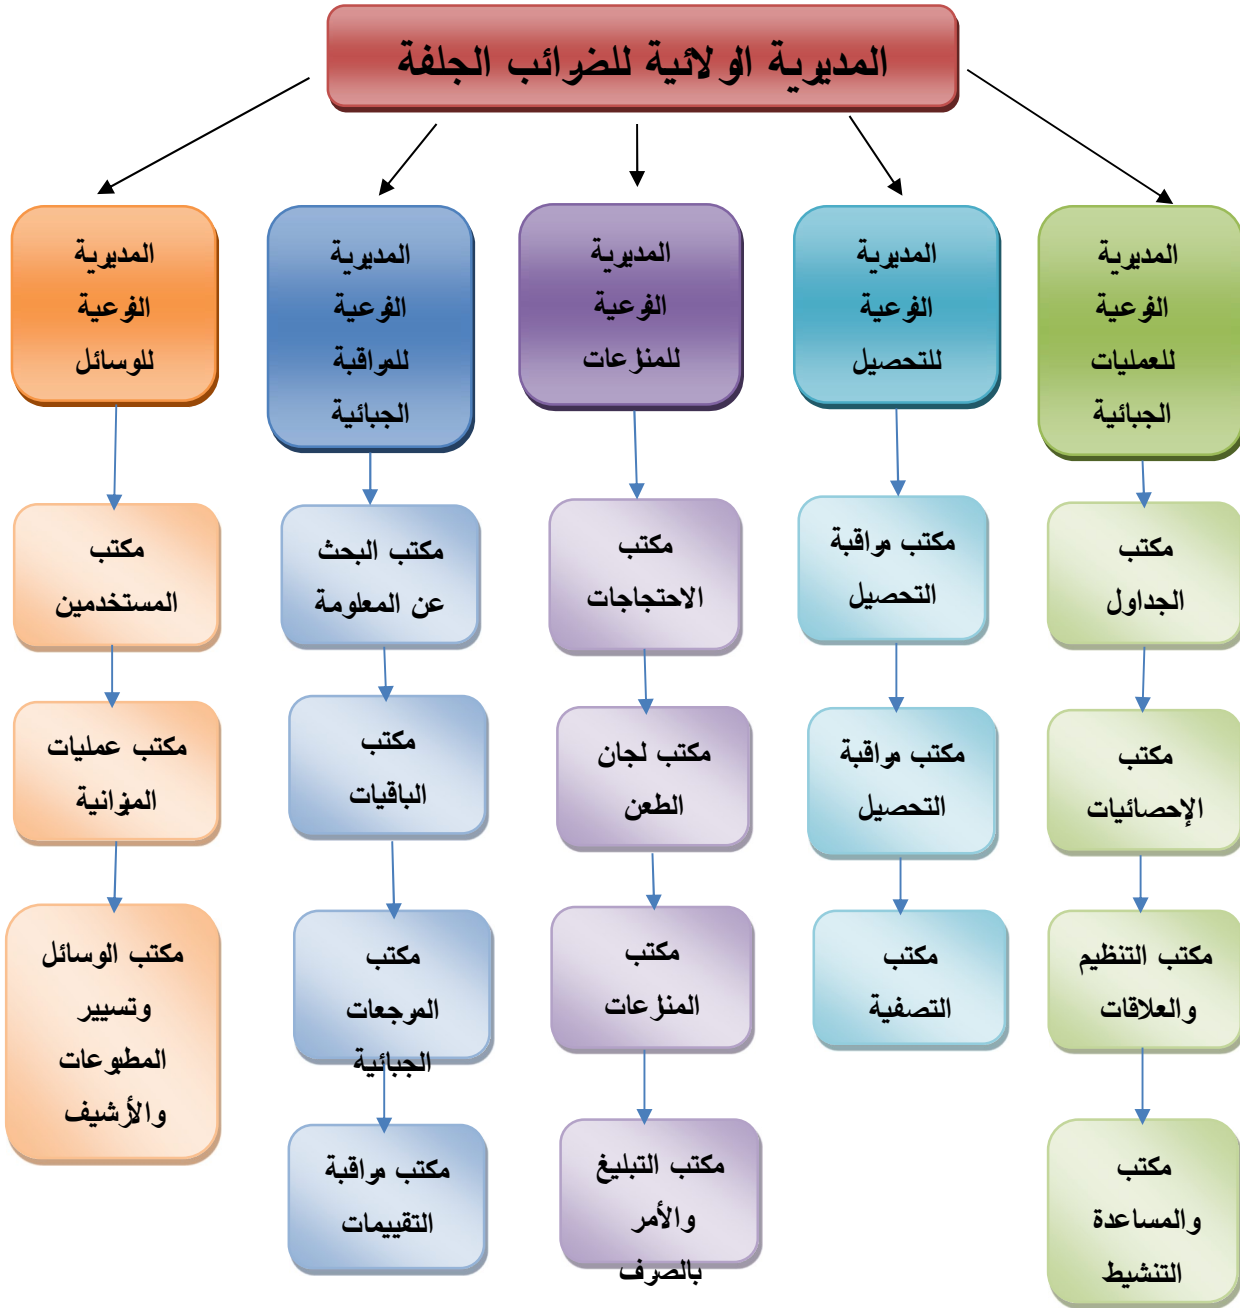 المديرية الولائية للضرائب الجلفة
المديرية
الفرعية
للعمليات
الجبائية
المديرية
الفرعية
للتحصيل
المديرية
الفرعية
للمنازعات
المديرية
الفرعية
للمراقبة
الجبائية
المديرية
الفرعية
للوسائل
مكتب
الجداول
مكتب مراقبة
التحصيل
مكتب
الاحتجاجات
مكتب البحث
عن المعلومة
مكتب
المستخدمين
مكتب
الإحصائيات
مكتب مراقبة
التحصيل
مكتب لجان
الطعن
مكتب
الباقيات
مكتب عمليات
الميزانية
مكتب التنظيم
والعلاقات
مكتب
التصفية
مكتب
المنازعات
مكتب
المرجعات
الجبائية
مكتب الوسائل
وتسيير
المطبوعات
والأرشيف
مكتب
والمساعدة
التنشيط
مكتب التبليغ
والأمر
بالصرف
مكتب مراقبة
التقييمات